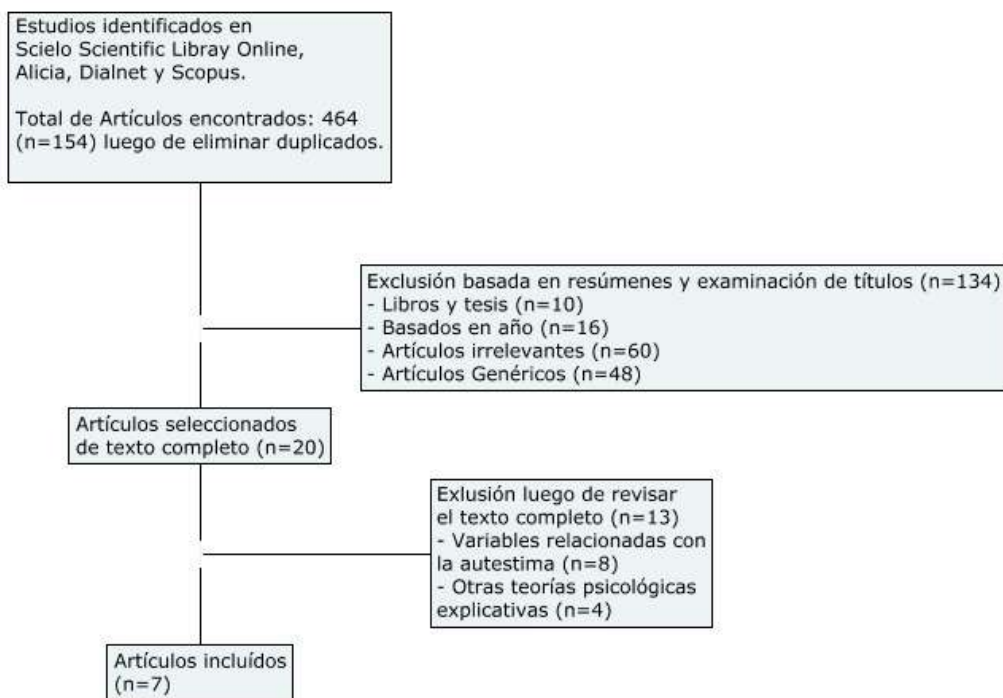 Estudios identificados en
Scielo Scientific Libray Online,
Alicia, Dialnet y Scopus.
Total de Artículos encontrados: 464
(n=154) luego de eliminar duplicados.
Exclusión basada en resúmenes y examinación de títulos (n=134)
- Libros y tesis (n=10)
- Basados en año (n=16)
- Artículos irrelevantes (n=60)
- Artículos Genéricos (n=48)
Artículos seleccionados
de texto completo (n=20)
Exlusión luego de revisar
el texto completo (n=13)
- Variables relacionadas con
la autestima (n=8)
- Otras teorías psicológicas
explicativas (n=4)
Artículos incluídos
(n=7)